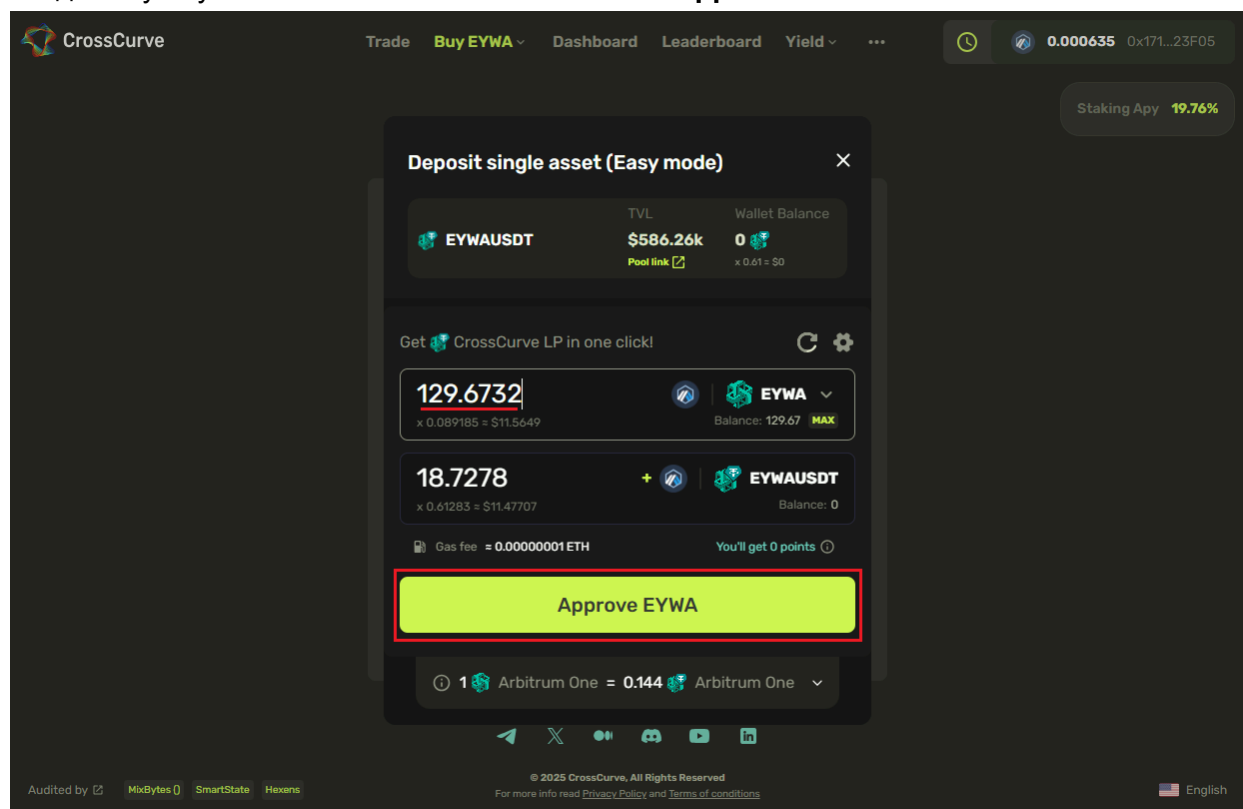 CrossCurve
Trade Buy EYWA Dashboard Leaderboard Yield ••• 0.000635 0x171...23F05
Staking Apy 19.76%
Deposit single asset (Easy mode)
TVL Wallet Balance
EYWAUSDT $586.26k 0
Pool link x 0.61 = $0
Get CrossCurve LP in one click!
129.6732 EYWA
x 0.089185 = $11.5649 Balance: 129.67 MAX
18.7278 + EYWAUSDT
x 0.61283 = $11.47707 Balance: 0
Gas fee = 0.00000001 ETH You'll get 0 points
Approve EYWA
1 Arbitrum One = 0.144 Arbitrum One
© 2025 CrossCurve, All Rights Reserved
Audited by MixBytes () SmartState Hexens For more info read Privacy Policy and Terms of conditions English